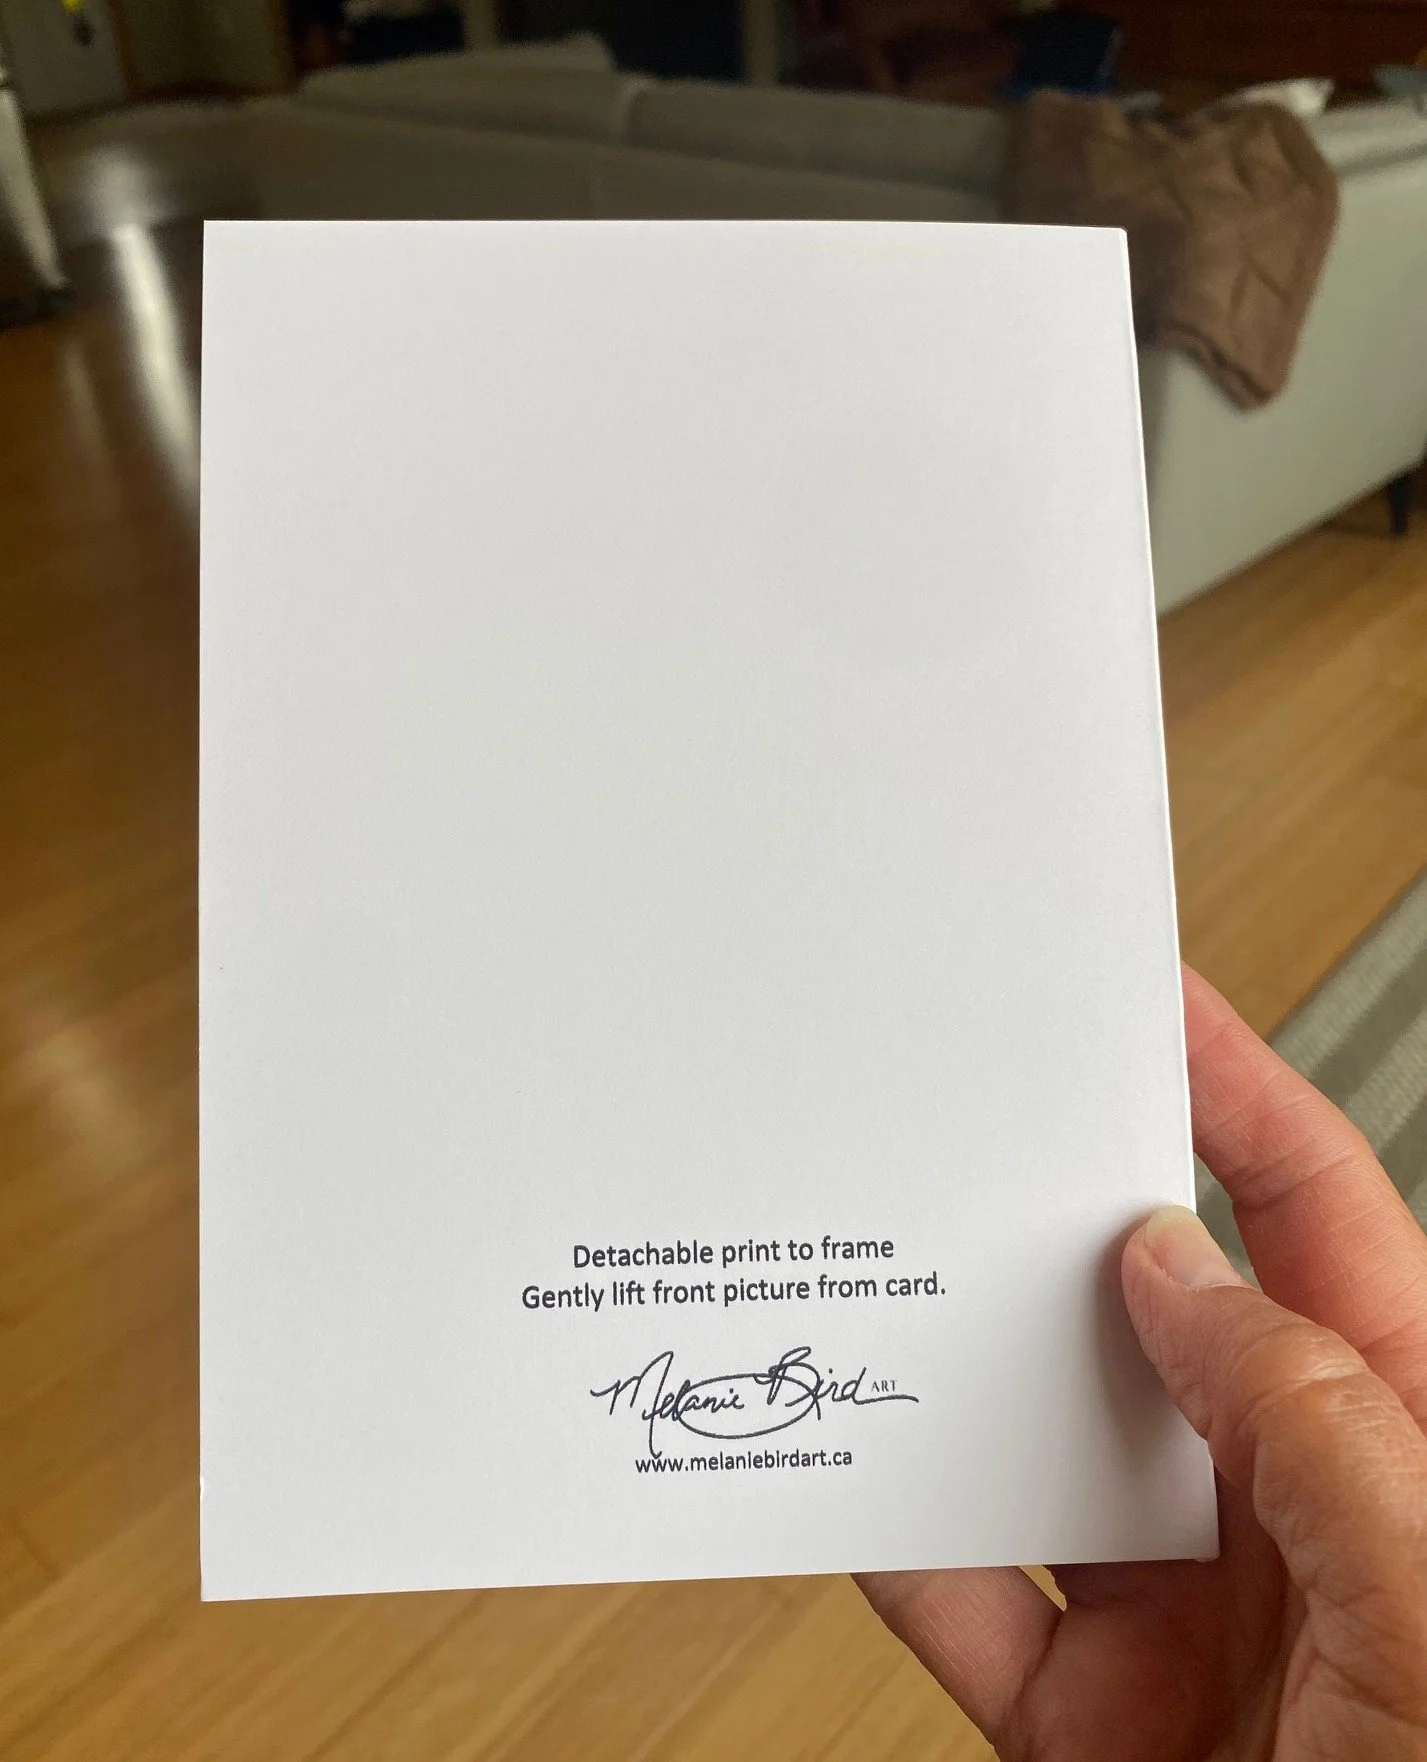 Detachable print to frame
Gently lift front picture from card.
Melanie Bird ART
www.melaniebirdart.ca